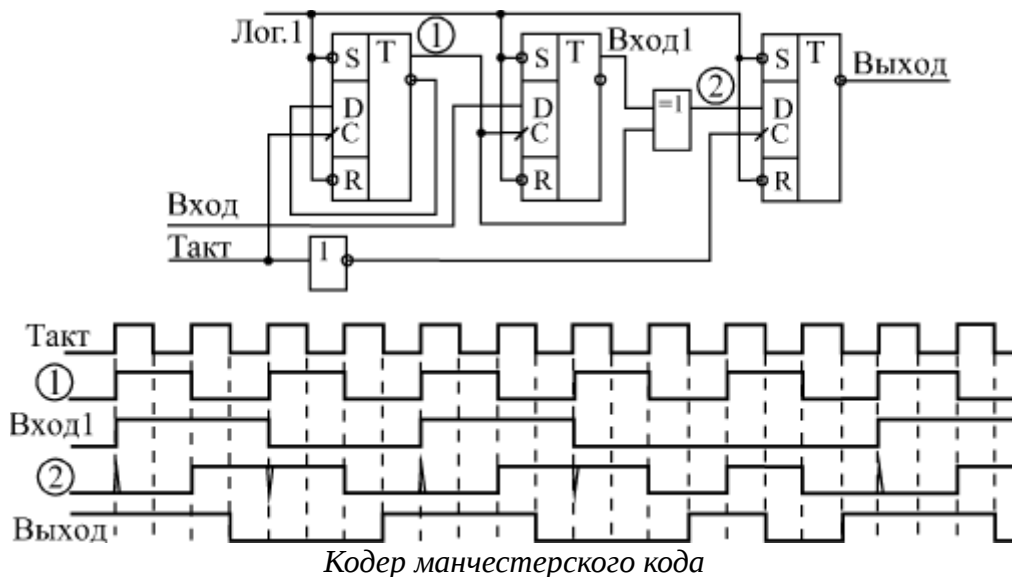 Лог.1
S T
D
C
R
①
S T
D
C
R
Вход1
=1
②
S T
D
C
R
Выход
Вход
Такт
1
Такт
①
Вход1
②
Выход
Кодер манчестерского кода